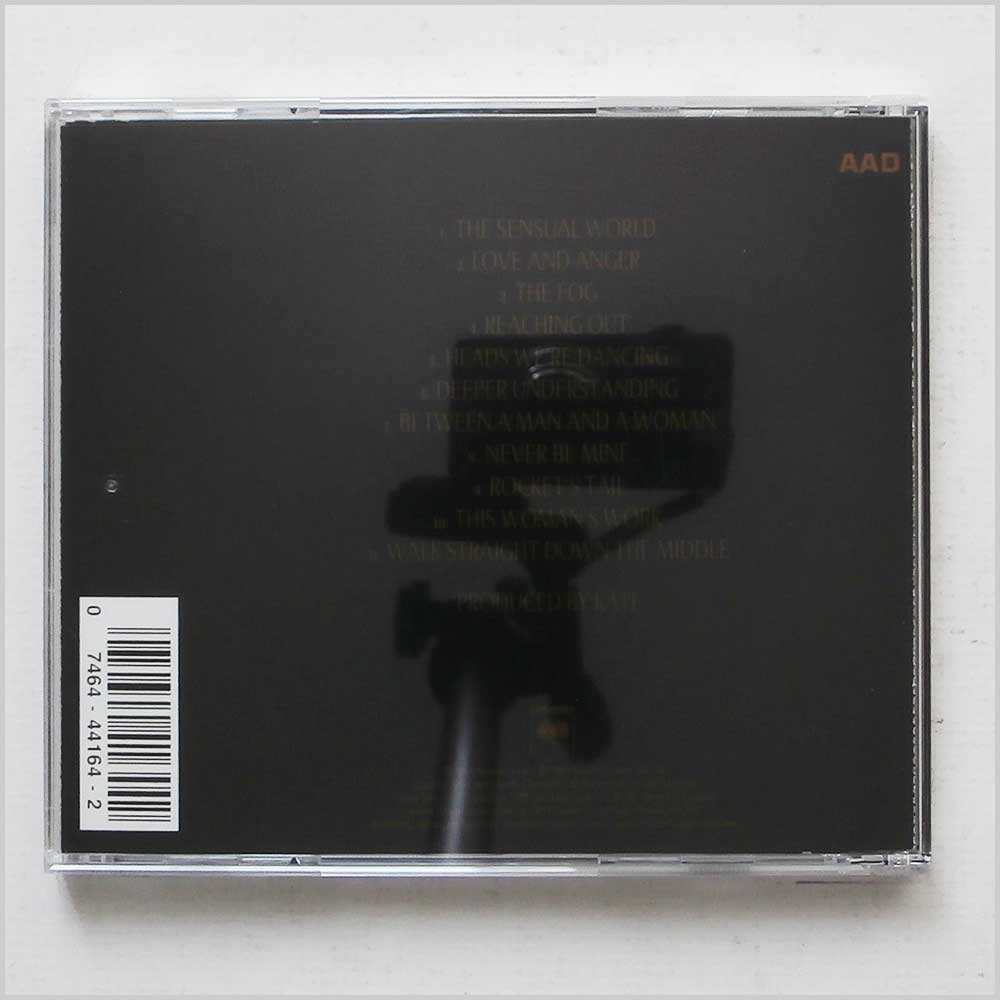 AAD
1. THE SENSUAL WORLD
2. LOVE AND ANGER
3. THE FOG
4. REACHING OUT
5. HEADS WE'RE DANCING
6. DEEPER UNDERSTANDING
7. BETWEEN A MAN AND A WOMAN
8. NEVER BE MINE
9. ROCKET'S TAIL
10. THIS WOMAN'S WORK
11. WALK STRAIGHT DOWN THE MIDDLE
PRODUCED BY KATE
0 7464-44164-2